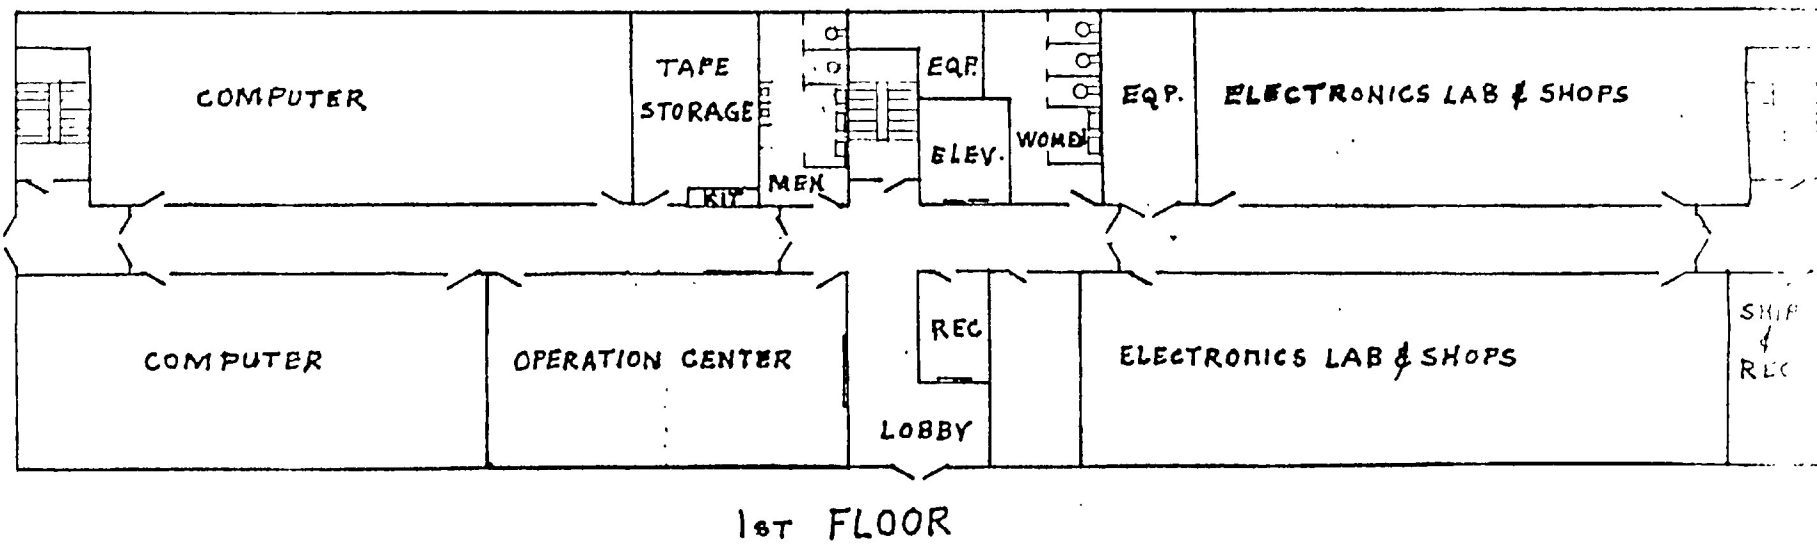 COMPUTER
TAPE
STORAGE
KIT
MEN
EQP.
ELEV.
WOMEN
EQP.
ELECTRONICS LAB & SHOPS
COMPUTER
OPERATION CENTER
REC
LOBBY
ELECTRONICS LAB & SHOPS
SHIP
&
REC
1ST FLOOR